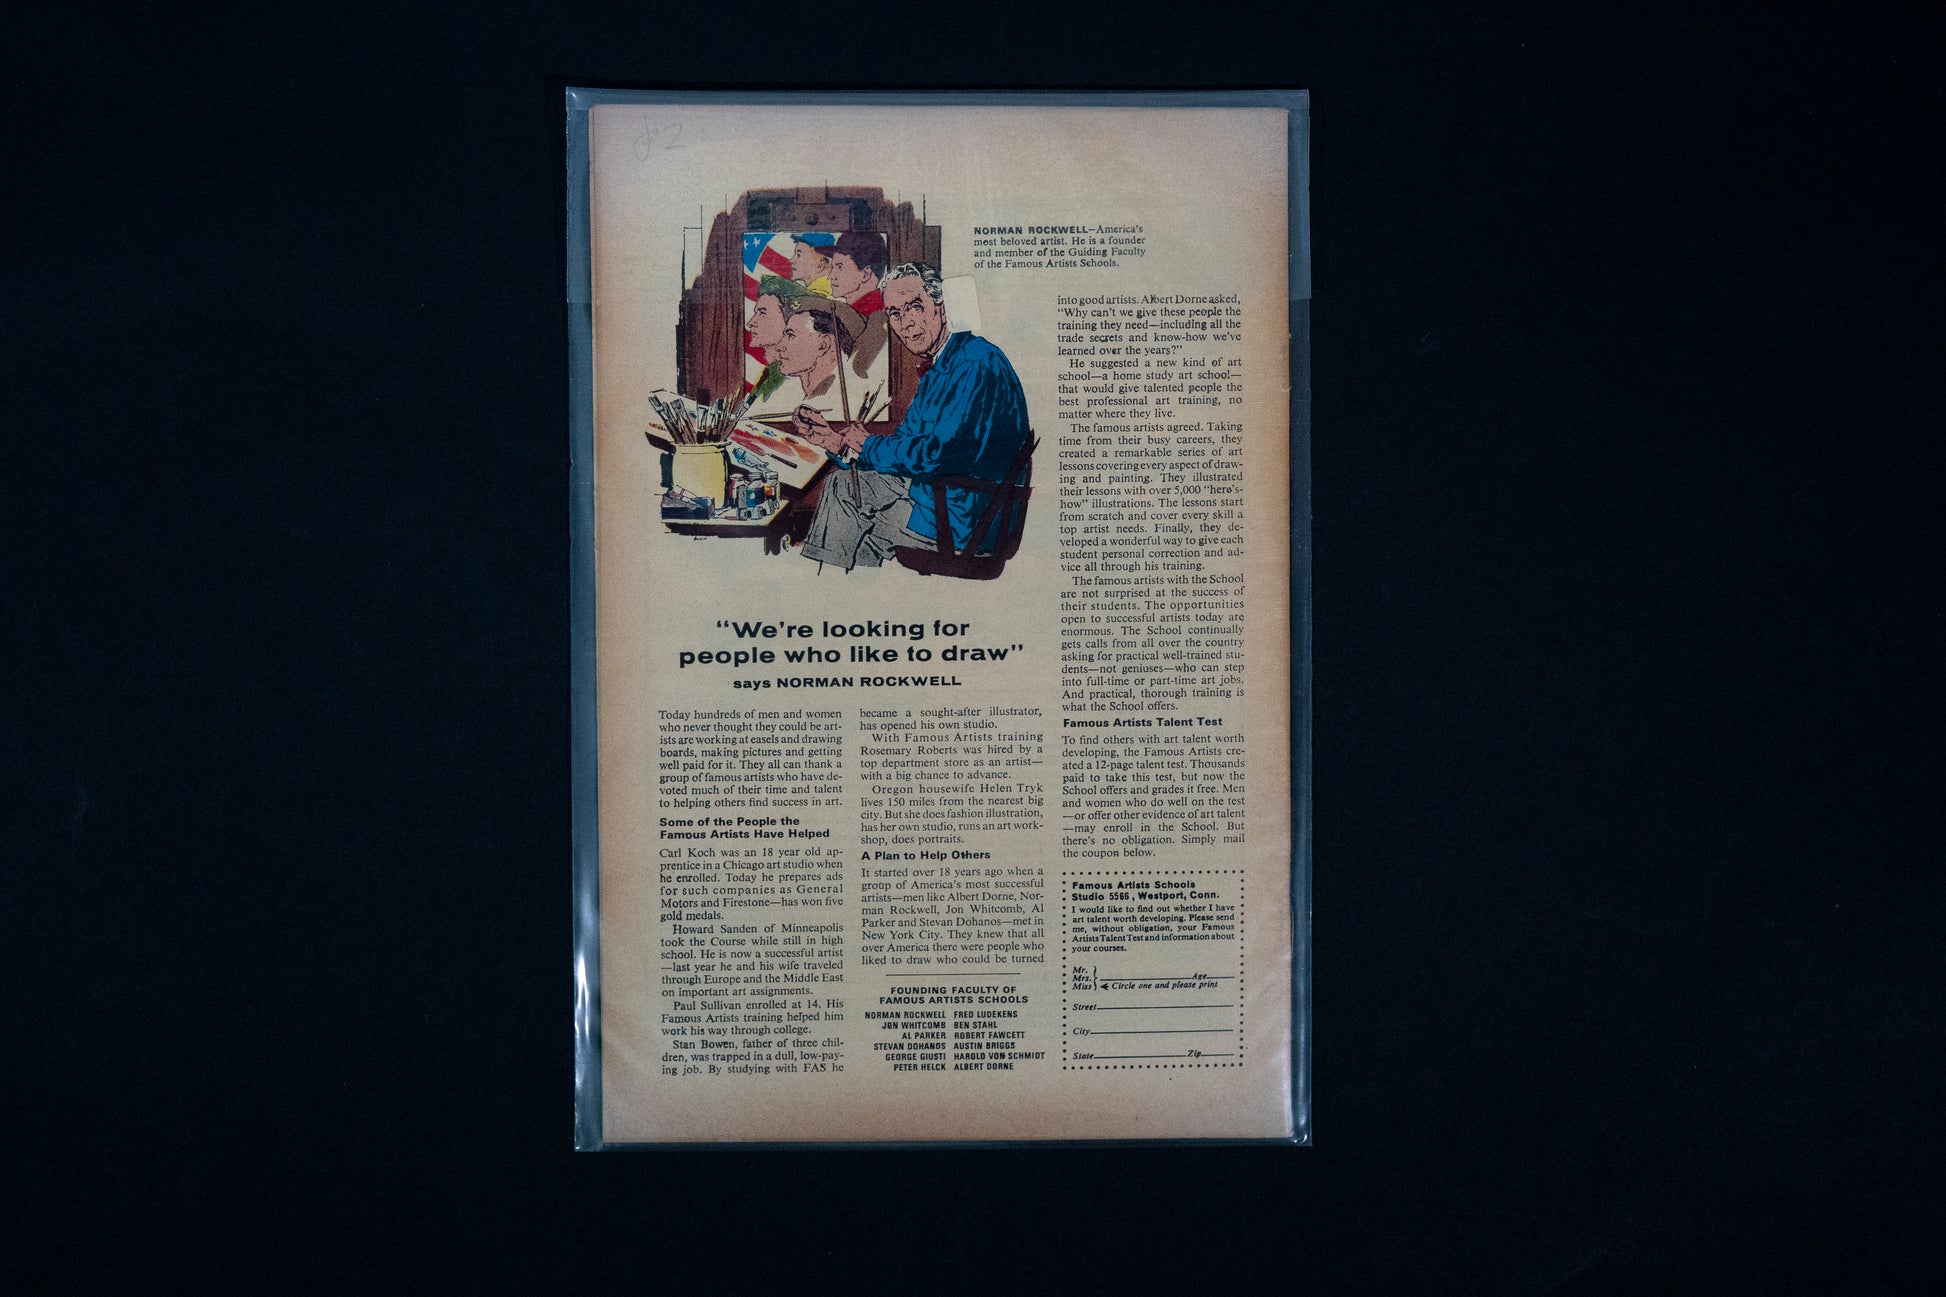 NORMAN ROCKWELL—America's
most beloved artist. He is a founder
and member of the Guiding Faculty
of the Famous Artists Schools.
"We're looking for
people who like to draw"
says NORMAN ROCKWELL
Today hundreds of men and women
who never thought they could be art-
ists are working at easels and drawing
boards, making pictures and getting
well paid for it. They all can thank a
group of famous artists who have de-
voted much of their time and talent
to helping others find success in art.
Some of the People the
Famous Artists Have Helped
Carl Koch was an 18 year old ap-
prentice in a Chicago art studio when
he enrolled. Today he prepares ads
for such companies as General
Motors and Firestone—has won five
gold medals.
Howard Sanden of Minneapolis
took the Course while still in high
school. He is now a successful artist
—last year he and his wife traveled
through Europe and the Middle East
on important art assignments.
Paul Sullivan enrolled at 14. His
Famous Artists training helped him
work his way through college.
Stan Bowen, father of three chil-
dren, was trapped in a dull, low-pay-
ing job. By studying with FAS he
became a sought-after illustrator,
has opened his own studio.
With Famous Artists training
Rosemary Roberts was hired by a
top department store as an artist—
with a big chance to advance.
Oregon housewife Helen Tryk
lives 150 miles from the nearest big
city. But she does fashion illustration,
has her own studio, runs an art work-
shop, does portraits.
A Plan to Help Others
It started over 18 years ago when a
group of America's most successful
artists—men like Albert Dorne, Nor-
man Rockwell, Jon Whitcomb, Al
Parker and Stevan Dohanos—met in
New York City. They knew that all
over America there were people who
liked to draw who could be turned
FOUNDING FACULTY OF
FAMOUS ARTISTS SCHOOLS
NORMAN ROCKWELL FRED LUDEKENS
JON WHITCOMB BEN STAHL
AL PARKER ROBERT FAWCETT
STEVAN DOHANOS AUSTIN BRIGGS
GEORGE GIUSTI HAROLD VON SCHMIDT
PETER HELCK ALBERT DORNE
into good artists. Albert Dorne asked,
"Why can't we give these people the
training they need—including all the
trade secrets and know-how we've
learned over the years?"
He suggested a new kind of art
school—a home study art school—
that would give talented people the
best professional art training, no
matter where they live.
The famous artists agreed. Taking
time from their busy careers, they
created a remarkable series of art
lessons covering every aspect of draw-
ing and painting. They illustrated
their lessons with over 5,000 "here's-
how" illustrations. The lessons start
from scratch and cover every skill a
top artist needs. Finally, they de-
veloped a wonderful way to give each
student personal correction and ad-
vice all through his training.
The famous artists with the School
are not surprised at the success of
their students. The opportunities
open to successful artists today are
enormous. The School continually
gets calls from all over the country
asking for practical well-trained stu-
dents—not geniuses—who can step
into full-time or part-time art jobs.
And practical, thorough training is
what the School offers.
Famous Artists Talent Test
To find others with art talent worth
developing, the Famous Artists cre-
ated a 12-page talent test. Thousands
paid to take this test, but now the
School offers and grades it free. Men
and women who do well on the test
—or offer other evidence of art talent
—may enroll in the School. But
there's no obligation. Simply mail
the coupon below.
Famous Artists Schools
Studio 5566, Westport, Conn.
I would like to find out whether I have
art talent worth developing. Please send
me, without obligation, your Famous
Artists Talent Test and information about
your courses.
Mr.
Mrs. Age
Miss Circle one and please print
Street
City
State Zip